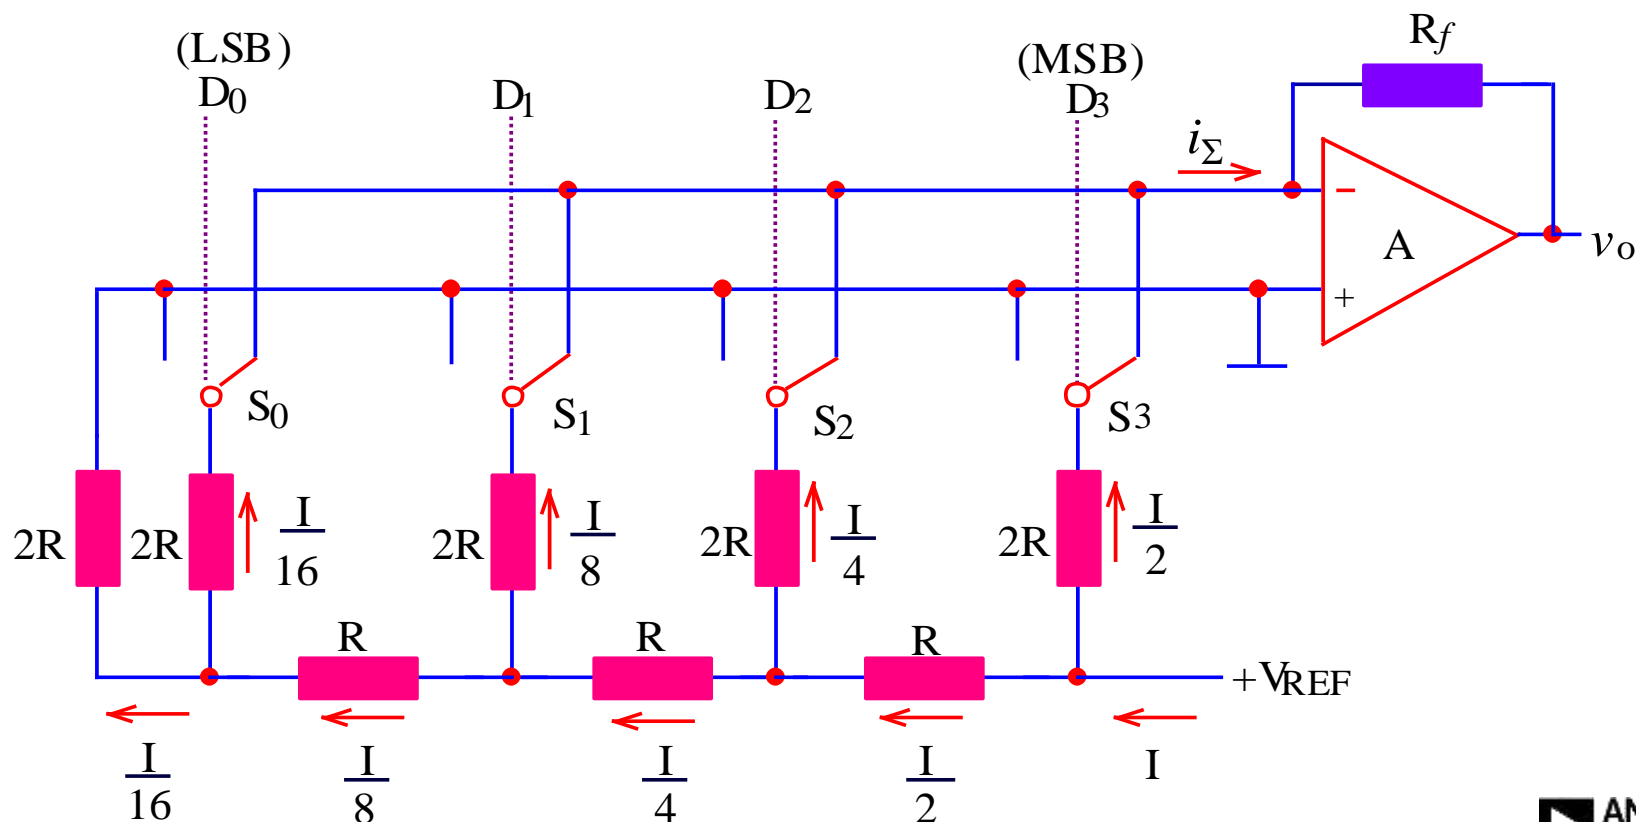 (LSB)
D0
D1
D2
(MSB)
D3
Rf
iΣ
−
A
+
vo
S0
S1
S2
S3
2R
2R
I/16
2R
I/8
2R
I/4
2R
I/2
R
R
R
+VREF
I/16
I/8
I/4
I/2
I
AN